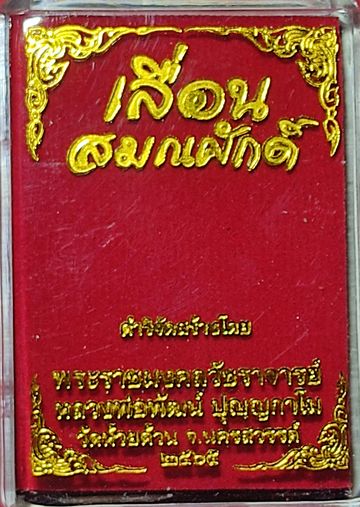 เลื่อน
สมณศักดิ์
ดำริจัดสร้างโดย
พระราชมงคลวัชราจารย์
หลวงพ่อพัฒน์ ปุญฺญกาโม
วัดห้วยด้วน จ.นครสวรรค์
๒๕๖๕